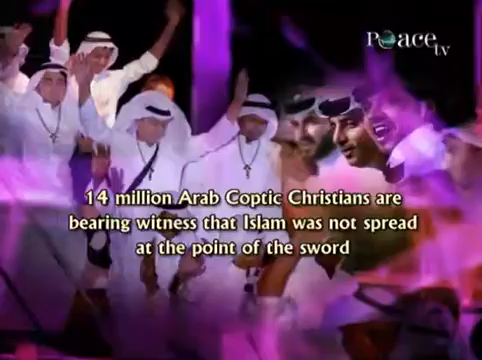 Peace
tv
14 million Arab Coptic Christians are
bearing witness that Islam was not spread
at the point of the sword